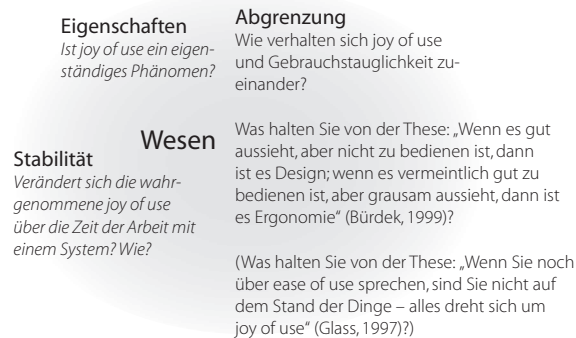 Eigenschaften
Ist joy of use ein eigen-
ständiges Phänomen?
Abgrenzung
Wie verhalten sich joy of use
und Gebrauchstauglichkeit zu-
einander?
Wesen
Stabilität
Verändert sich die wahr-
genommene joy of use
über die Zeit der Arbeit mit
einem System? Wie?
Was halten Sie von der These: „Wenn es gut
aussieht, aber nicht zu bedienen ist, dann
ist es Design; wenn es vermeintlich gut zu
bedienen ist, aber grausam aussieht, dann ist
es Ergonomie“ (Bürdek, 1999)?
(Was halten Sie von der These: „Wenn Sie noch
über ease of use sprechen, sind Sie nicht auf
dem Stand der Dinge – alles dreht sich um
joy of use“ (Glass, 1997)?)